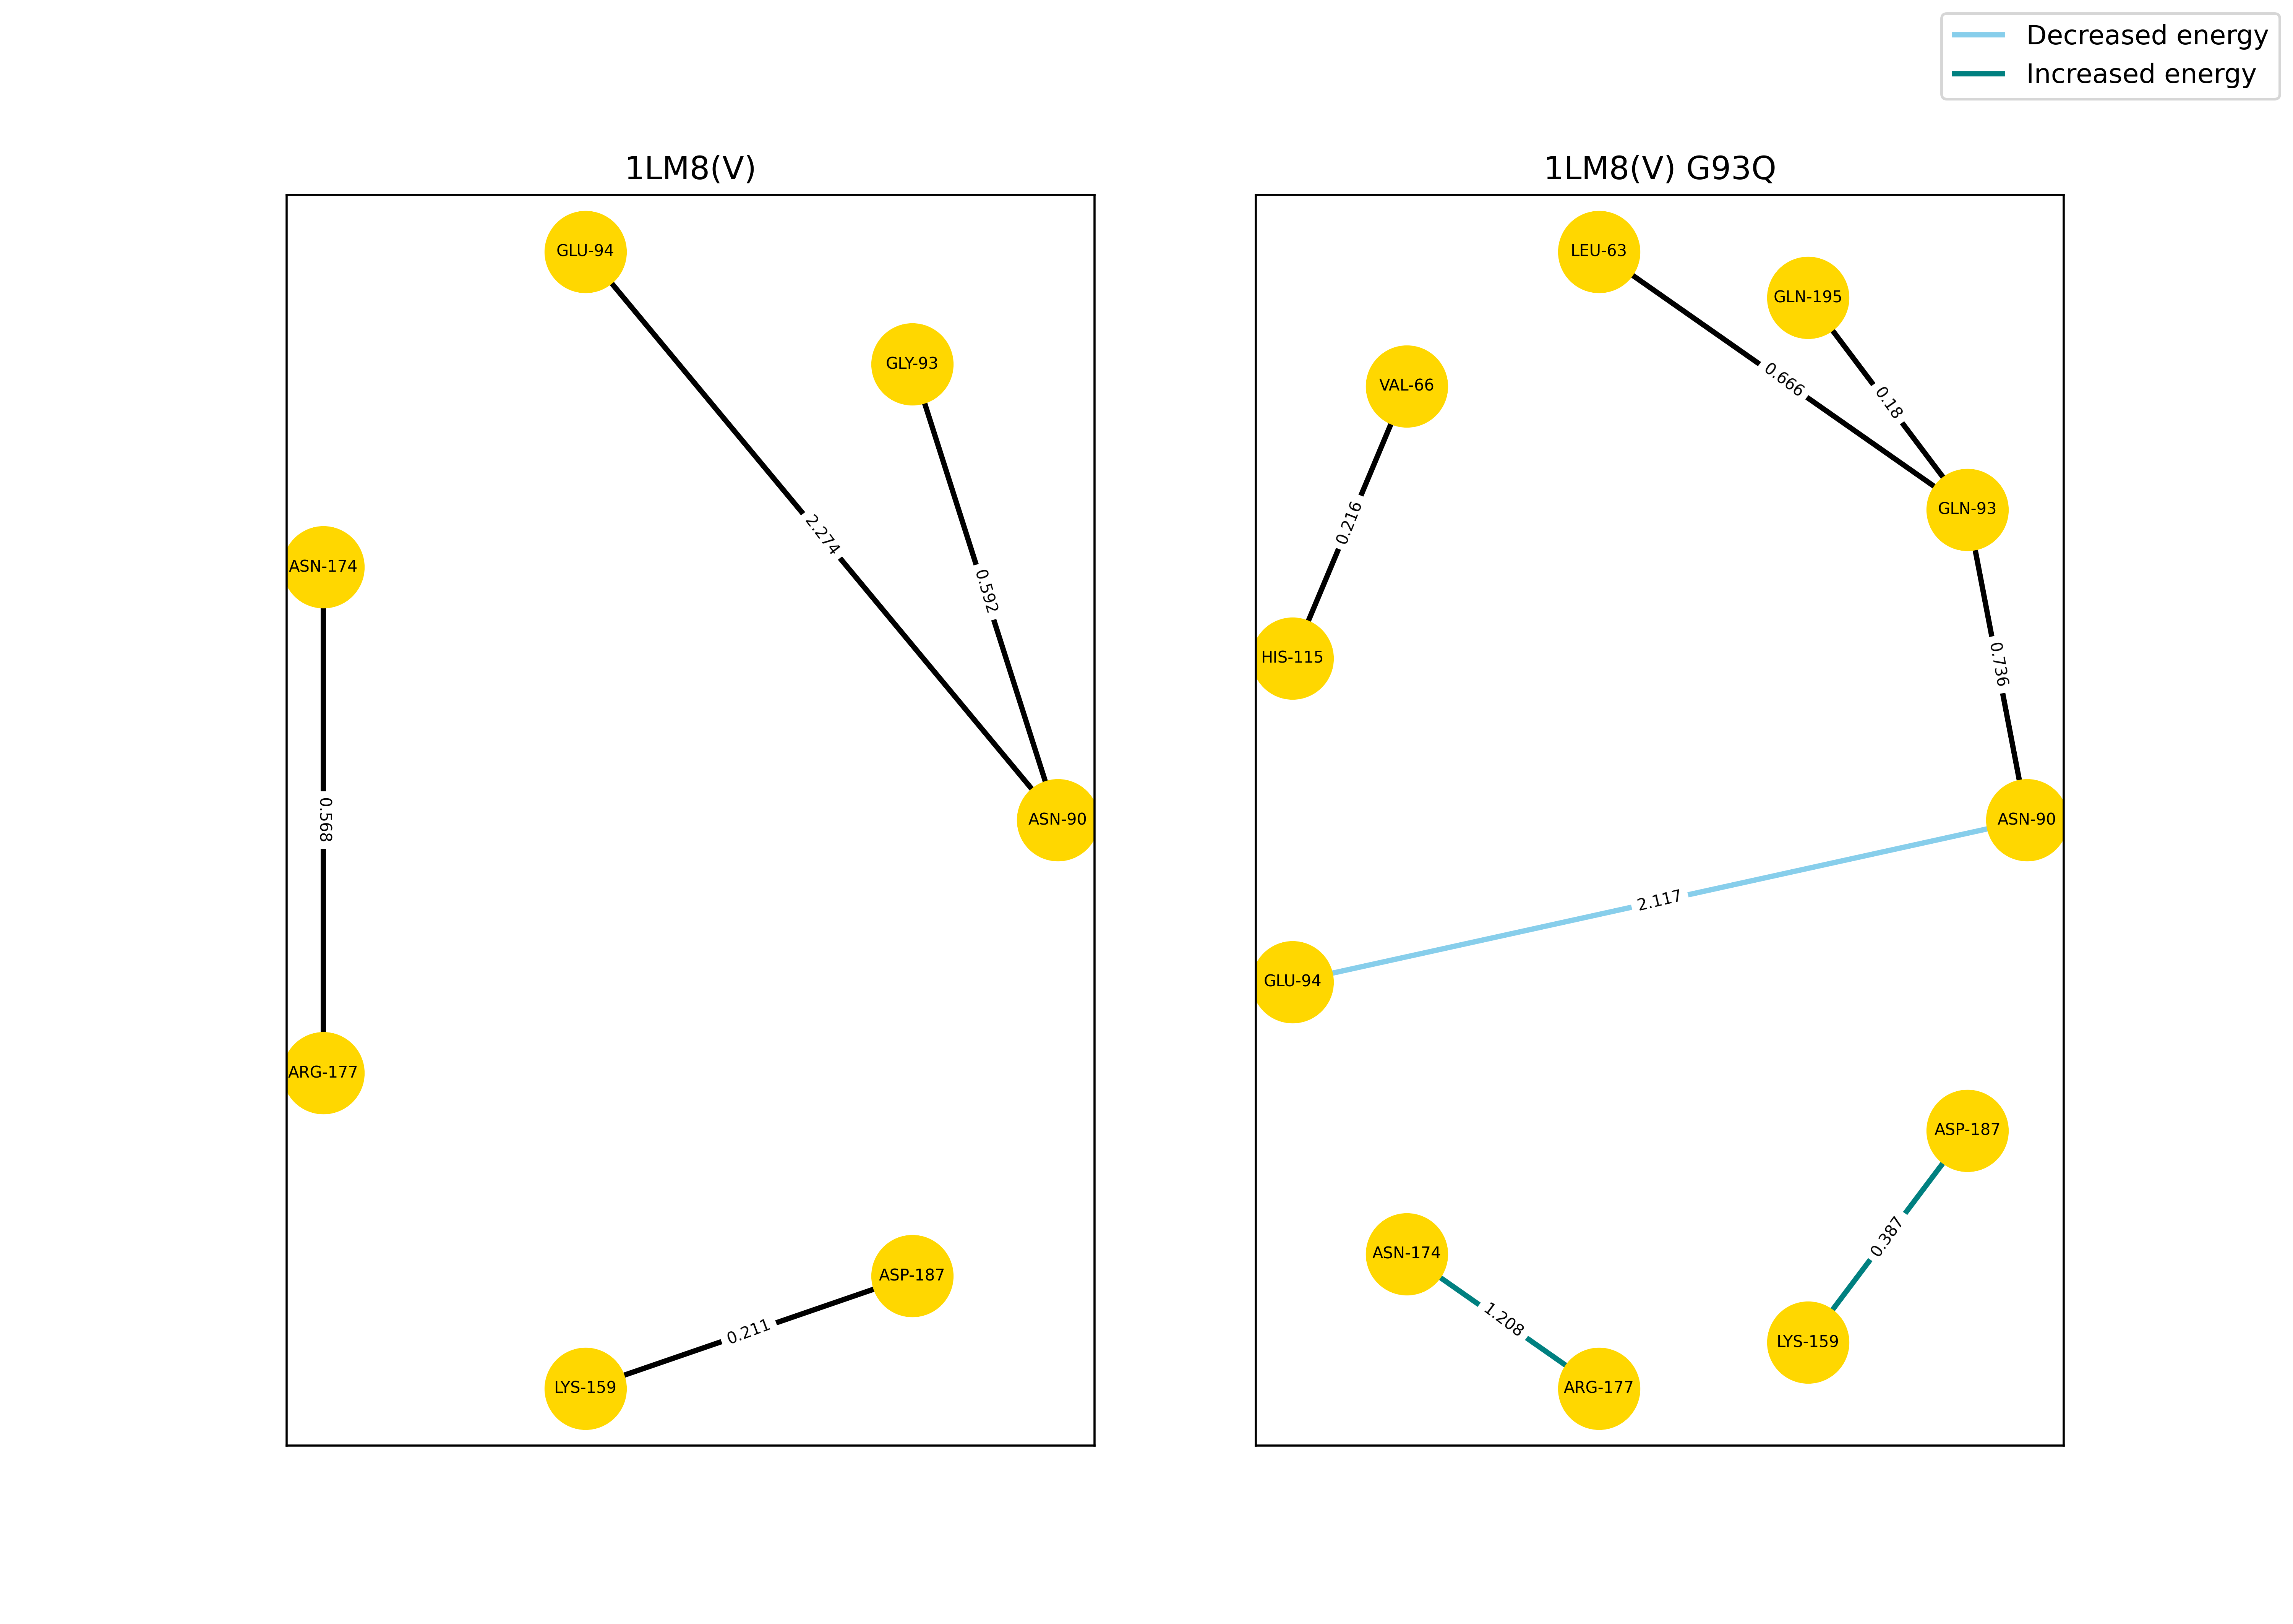 Decreased energy
Increased energy
1LM8(V)
GLU-94
GLY-93
2.274
ASN-174
0.592
0.568
ASN-90
ARG-177
ASP-187
0.211
LYS-159
1LM8(V) G93Q
LEU-63
GLN-195
0.666
VAL-66
0.18
GLN-93
0.216
HIS-115
0.736
ASN-90
2.117
GLU-94
ASP-187
0.387
ASN-174
1.208
LYS-159
ARG-177